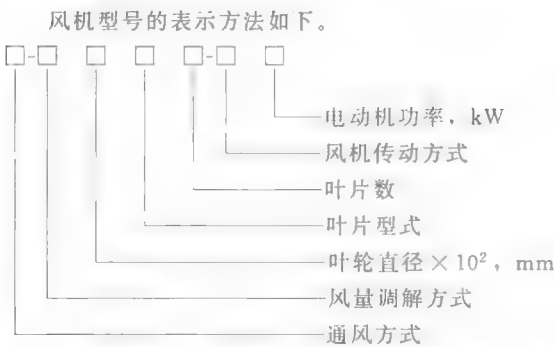 风机型号的表示方法如下。
□-□ □ □ □-□ □
电动机功率，kW
风机传动方式
叶片数
叶片型式
叶轮直径×10²，mm
风量调解方式
通风方式